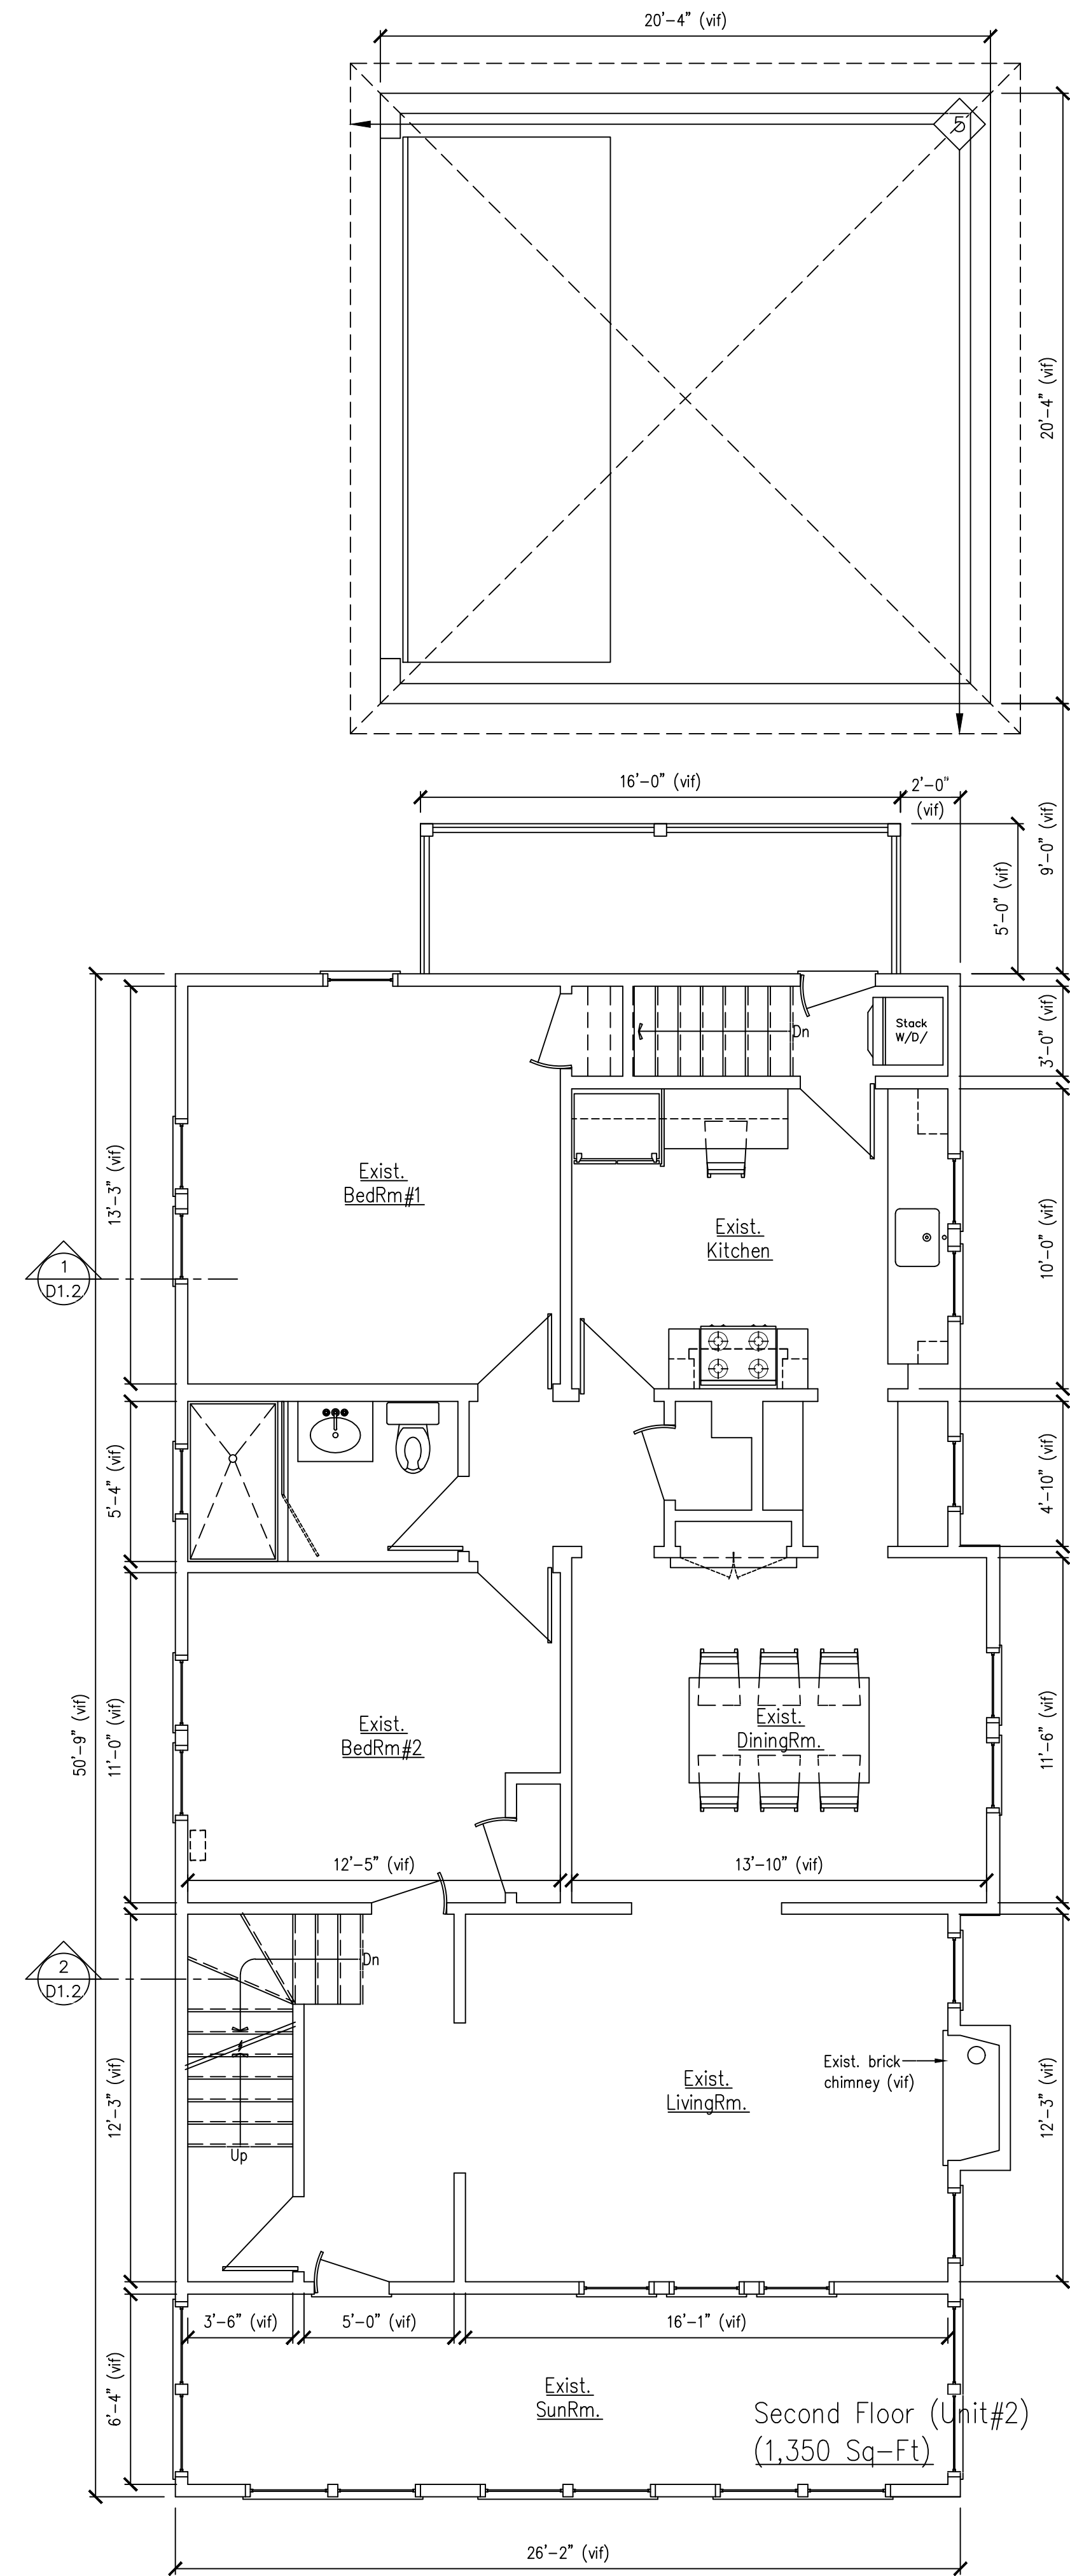 20'-4" (vif)
5
20'-4" (vif)
16'-0" (vif)
2'-0"
(vif)
9'-0" (vif)
5'-0" (vif)
3'-0" (vif)
Stack
W/D/
Dn
13'-3" (vif)
Exist.
BedRm#1
Exist.
Kitchen
10'-0" (vif)
1
D1.2
5'-4" (vif)
4'-10" (vif)
50'-9" (vif)
11'-0" (vif)
Exist.
BedRm#2
Exist.
DiningRm.
11'-6" (vif)
12'-5" (vif)
13'-10" (vif)
2
D1.2
Dn
Exist. brick
chimney (vif)
Exist.
LivingRm.
12'-3" (vif)
12'-3" (vif)
Up
3'-6" (vif)
5'-0" (vif)
16'-1" (vif)
6'-4" (vif)
Exist.
SunRm.
Second Floor (Unit#2)
(1,350 Sq-Ft)
26'-2" (vif)